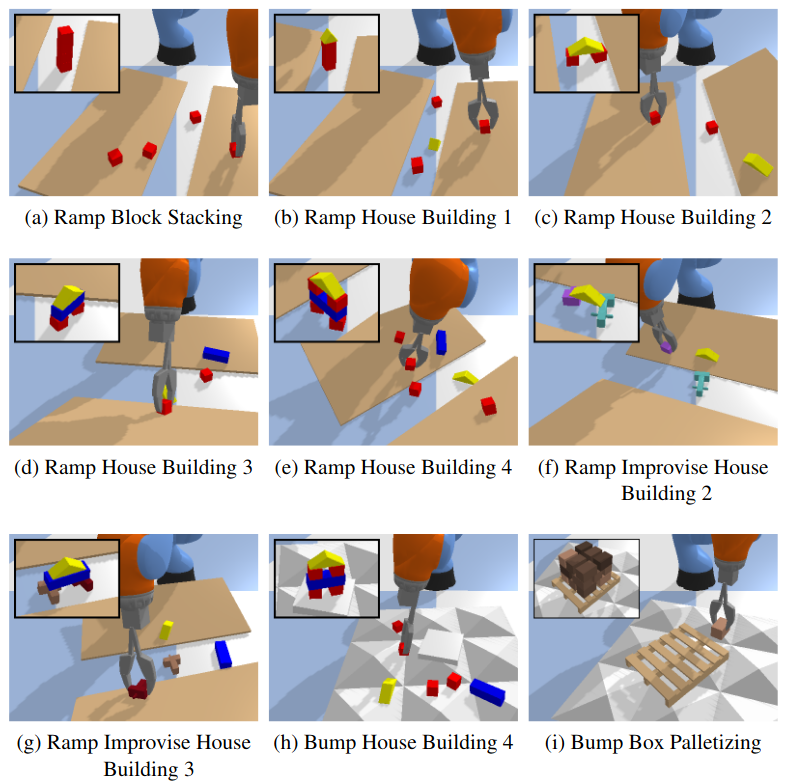 (a) Ramp Block Stacking
(b) Ramp House Building 1
(c) Ramp House Building 2
(d) Ramp House Building 3
(e) Ramp House Building 4
(f) Ramp Improvise House
Building 2
(g) Ramp Improvise House
Building 3
(h) Bump House Building 4
(i) Bump Box Palletizing